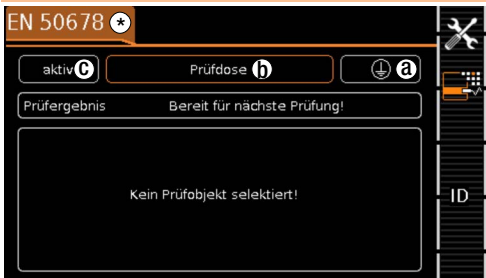 EN 50678 *
aktiv c Prüfdose b a
Prüfergebnis Bereit für nächste Prüfung!
Kein Prüfobjekt selektiert!
ID